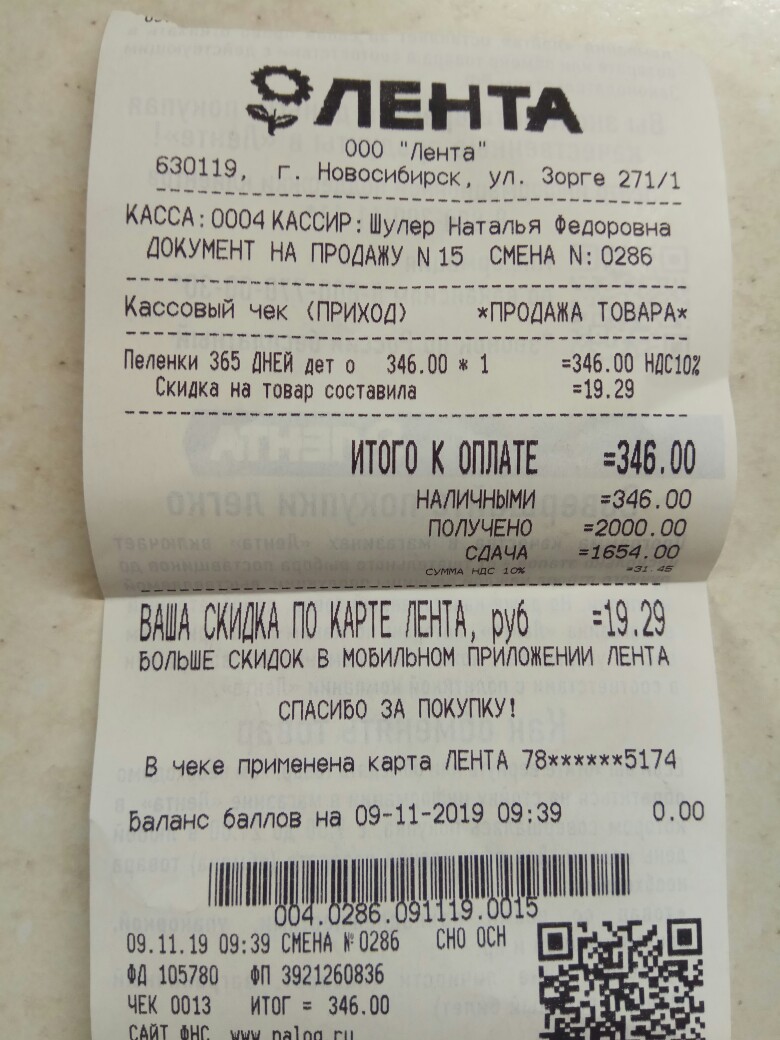 ЛЕНТА
ООО "Лента"
630119, г. Новосибирск, ул. Зорге 271/1
КАССА: 0004 КАССИР: Шулер Наталья Федоровна
ДОКУМЕНТ НА ПРОДАЖУ N 15 СМЕНА N: 0286
Кассовый чек (ПРИХОД) *ПРОДАЖА ТОВАРА*
Пеленки 365 ДНЕЙ дет о 346.00 * 1 =346.00 НДС10%
Скидка на товар составила =19.29
ИТОГО К ОПЛАТЕ =346.00
НАЛИЧНЫМИ =346.00
ПОЛУЧЕНО =2000.00
СДАЧА =1654.00
СУММА НДС 10% =31.45
ВАША СКИДКА ПО КАРТЕ ЛЕНТА, руб =19.29
БОЛЬШЕ СКИДОК В МОБИЛЬНОМ ПРИЛОЖЕНИИ ЛЕНТА
СПАСИБО ЗА ПОКУПКУ!
В чеке применена карта ЛЕНТА 78******5174
Баланс баллов на 09-11-2019 09:39 0.00
004.0286.091119.0015
09.11.19 09:39 СМЕНА №0286 СНО ОСН
ФД 105780 ФП 3921260836
ЧЕК 0013 ИТОГ = 346.00
САЙТ ФНС www.nalog.ru